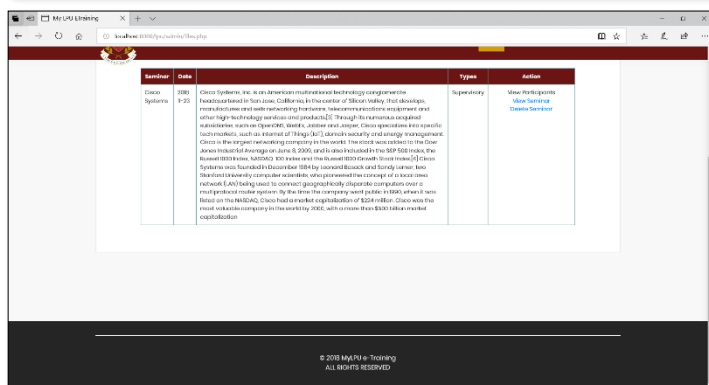 My LPU Etraining
localhost:8080/lpu/admin/files.php
Seminar Date Description Types Action
Cisco Systems
2018 11-23
Cisco Systems, Inc. is an American multinational technology conglomerate
headquartered in San Jose, California, in the center of Silicon Valley, that develops,
manufactures and sells networking hardware, telecommunications equipment and
other high-technology services and products.[3] Through its numerous acquired
subsidiaries, such as OpenDNS, WebEx, Jabber and Jasper, Cisco specializes into specific
tech markets, such as Internet of Things (IoT), domain security and energy management.
Cisco is the largest networking company in the world. The stock was added to the Dow
Jones Industrial Average on June 8, 2009, and is also included in the S&P 500 Index, the
Russell 1000 Index, NASDAQ-100 Index and the Russell 1000 Growth Stock Index.[4] Cisco
Systems was founded in December 1984 by Leonard Bosack and Sandy Lerner, two
Stanford University computer scientists, who pioneered the concept of a local area
network (LAN) being used to connect geographically disparate computers over a
multiprotocol router system. By the time the company went public in 1990, when it was
listed on the NASDAQ, Cisco had a market capitalization of $224 million. Cisco was the
most valuable company in the world by 2000, with a more than $500 billion market
capitalization
Supervisory
View Participants
View Seminar
Delete Seminar
© 2018 MyLPU e-Training
ALL RIGHTS RESERVED